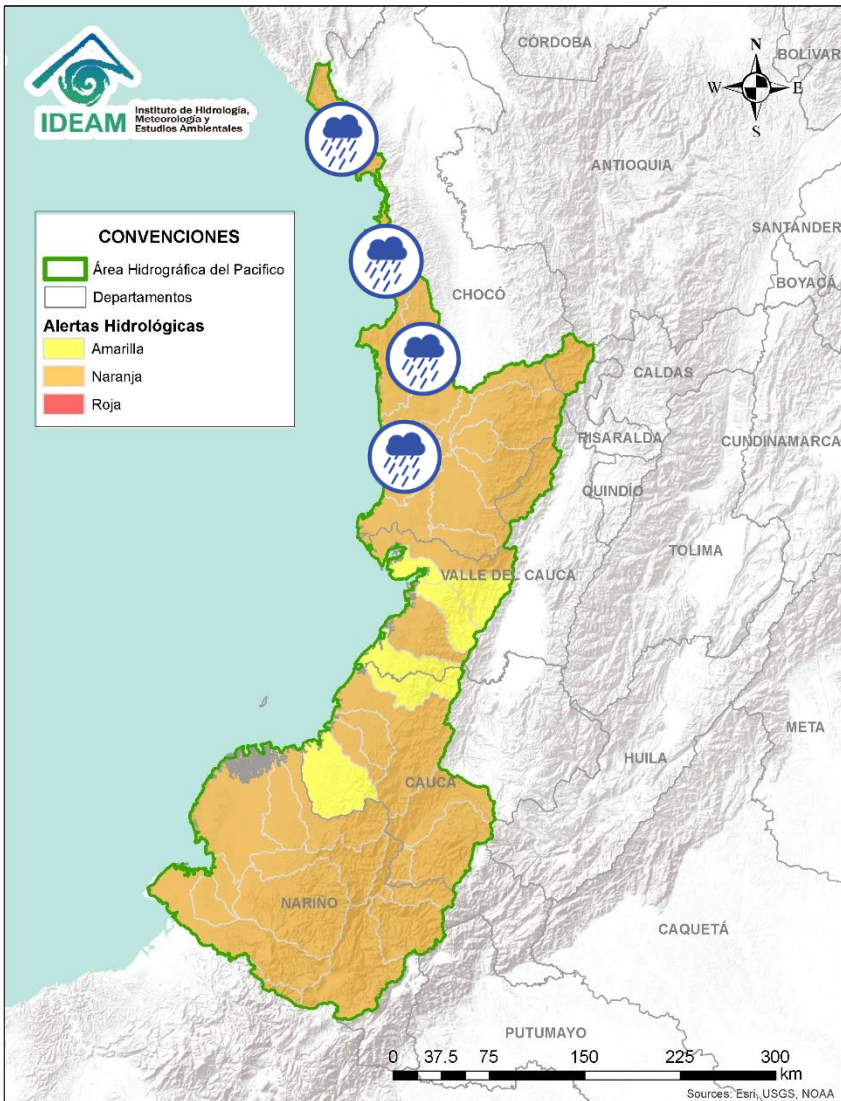 IDEAM
Instituto de Hidrología,
Meteorología y
Estudios Ambientales
CÓRDOBA
BOLÍVAR
N
W E
S
ANTIOQUIA
SANTANDER
BOYACÁ
CONVENCIONES
Área Hidrográfica del Pacifico
Departamentos
Alertas Hidrológicas
Amarilla
Naranja
Roja
CHOCÓ
CALDAS
RISARALDA
CUNDINAMARCA
QUINDÍO
TOLIMA
VALLE DEL CAUCA
META
HUILA
CAUCA
NARIÑO
CAQUETÁ
PUTUMAYO
0 37.5 75 150 225 300
km
Sources: Esri, USGS, NOAA